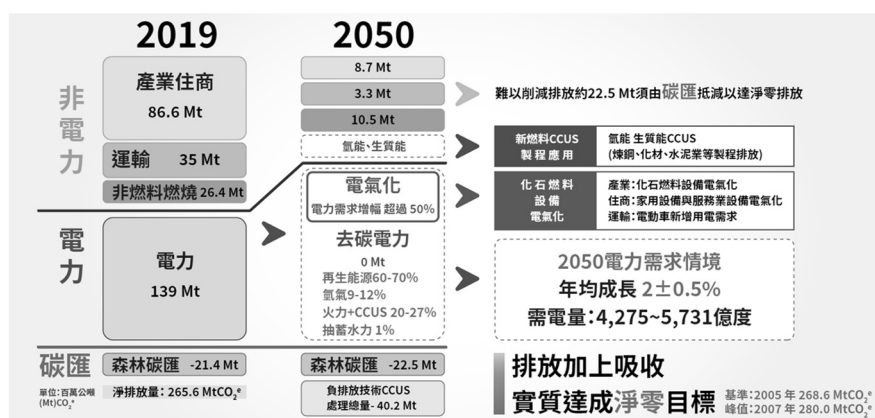 2019
2050
非電力
產業住商
86.6 Mt
運輸 35 Mt
非燃料燃燒 26.4 Mt
8.7 Mt
3.3 Mt
10.5 Mt
氫能、生質能
難以削減排放約22.5 Mt須由碳匯抵減以達淨零排放
新燃料CCUS
製程應用
氫能 生質能CCUS
(煉鋼、化材、水泥業等製程排放)
化石燃料
設備
電氣化
產業:化石燃料設備電氣化
住商:家用設備與服務業設備電氣化
運輸:電動車新增用電需求
電力
電力
139 Mt
電氣化
電力需求增幅 超過 50%
去碳電力
0 Mt
再生能源60-70%
氫氣9-12%
火力+CCUS 20-27%
抽蓄水力 1%
2050電力需求情境
年均成長 2±0.5%
需電量:4,275~5,731億度
碳匯
森林碳匯 -21.4 Mt
森林碳匯 -22.5 Mt
單位:百萬公噸
(Mt)CO₂ᵉ
淨排放量: 265.6 MtCO₂ᵉ
負排放技術CCUS
處理總量- 40.2 Mt
排放加上吸收
實質達成淨零目標
基準:2005 年 268.6 MtCO₂ᵉ
峰值:2007 年 280.0 MtCO₂ᵉ